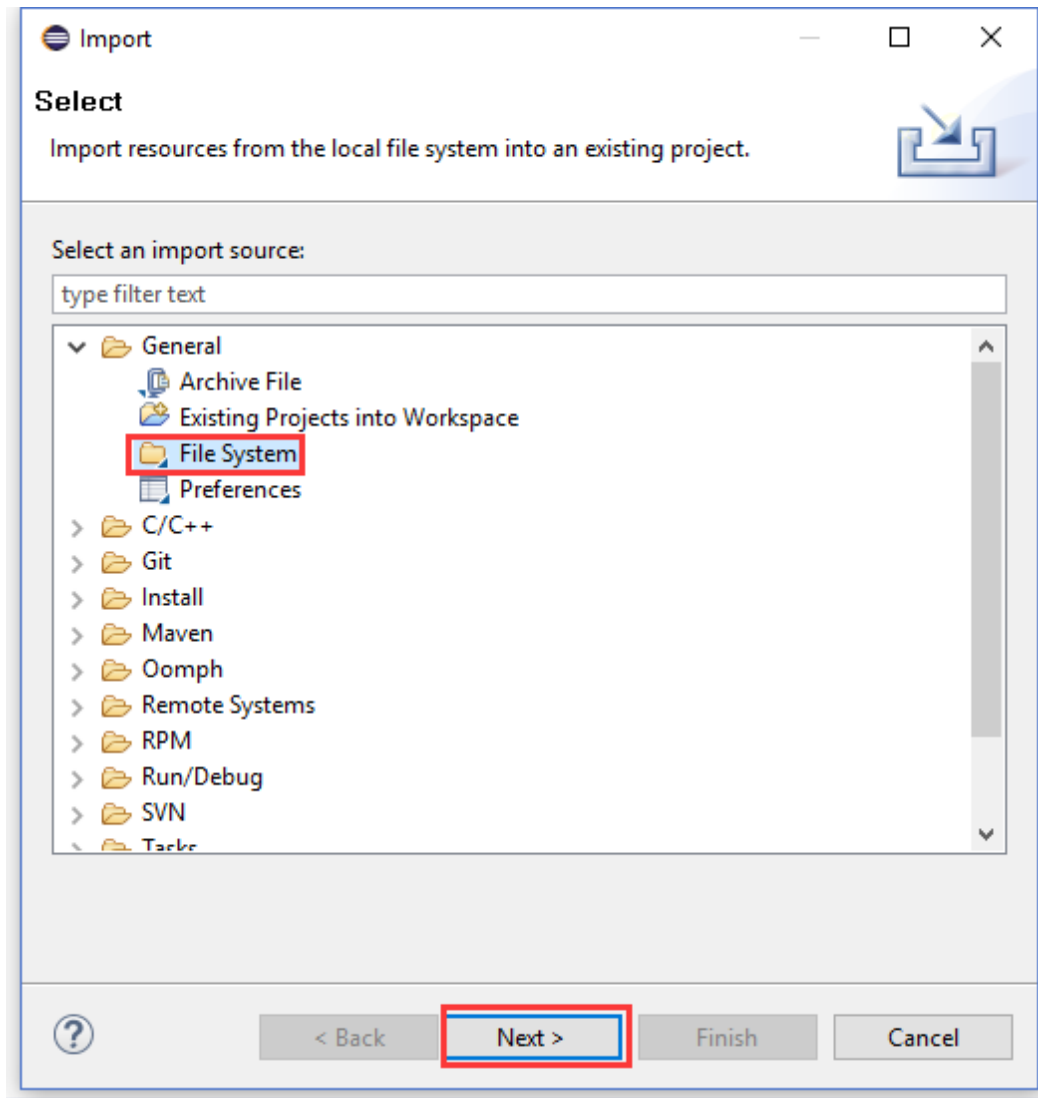 Import
Select
Import resources from the local file system into an existing project.
Select an import source:
type filter text
General
Archive File
Existing Projects into Workspace
File System
Preferences
C/C++
Git
Install
Maven
Oomph
Remote Systems
RPM
Run/Debug
SVN
Tasks
? < Back Next > Finish Cancel